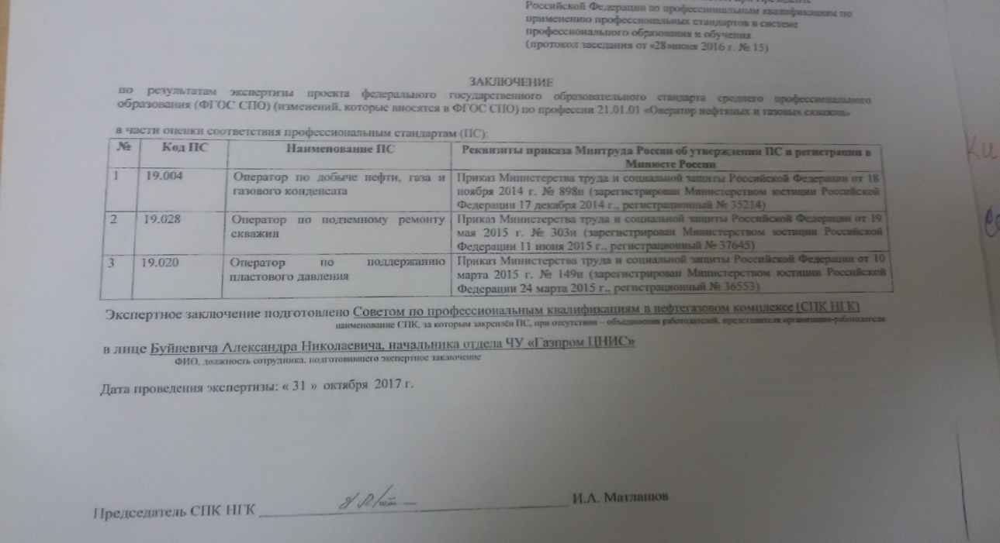 Российской Федерации по профессиональным квалификациям по
применению профессиональных стандартов в системе
профессионального образования и обучения
(протокол заседания от «28»июня 2016 г. № 15)
ЗАКЛЮЧЕНИЕ
по результатам экспертизы проекта федерального государственного образовательного стандарта среднего профессионального
образования (ФГОС СПО) (изменений, которые вносятся в ФГОС СПО) по профессии 21.01.01 «Оператор нефтяных и газовых скважин»
в части оценки соответствия профессиональным стандартам (ПС):
№ Код ПС Наименование ПС Реквизиты приказа Минтруда России об утверждении ПС и регистрации в
Минюсте России
1 19.004 Оператор по добыче нефти, газа и Приказ Министерства труда и социальной защиты Российской Федерации от 18
газового конденсата ноября 2014 г. № 898н (зарегистрирован Министерством юстиции Российской
Федерации 17 декабря 2014 г., регистрационный № 35214)
2 19.028 Оператор по подземному ремонту Приказ Министерства труда и социальной защиты Российской Федерации от 19
скважин мая 2015 г. № 303н (зарегистрирован Министерством юстиции Российской
Федерации 11 июня 2015 г., регистрационный № 37645)
3 19.020 Оператор по поддержанию Приказ Министерства труда и социальной защиты Российской Федерации от 10
пластового давления марта 2015 г. № 149н (зарегистрирован Министерством юстиции Российской
Федерации 24 марта 2015 г., регистрационный № 36553)
Экспертное заключение подготовлено Советом по профессиональным квалификациям в нефтегазовом комплексе (СПК НГК)
наименование СПК, за которым закреплён ПС, при отсутствии – объединения работодателей, представителя организации-работодателя
в лице Буйневича Александра Николаевича, начальника отдела ЧУ «Газпром ЦНИС»
ФИО, должность сотрудника, подготовившего экспертное заключение
Дата проведения экспертизы: « 31 » октября 2017 г.
Председатель СПК НГК И.А. Матлашов